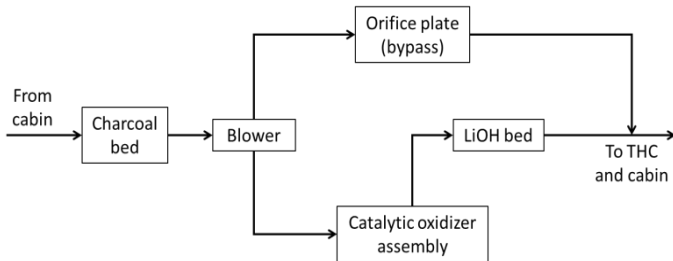 From
cabin
Charcoal
bed
Blower
Orifice plate
(bypass)
Catalytic oxidizer
assembly
LiOH bed
To THC
and cabin